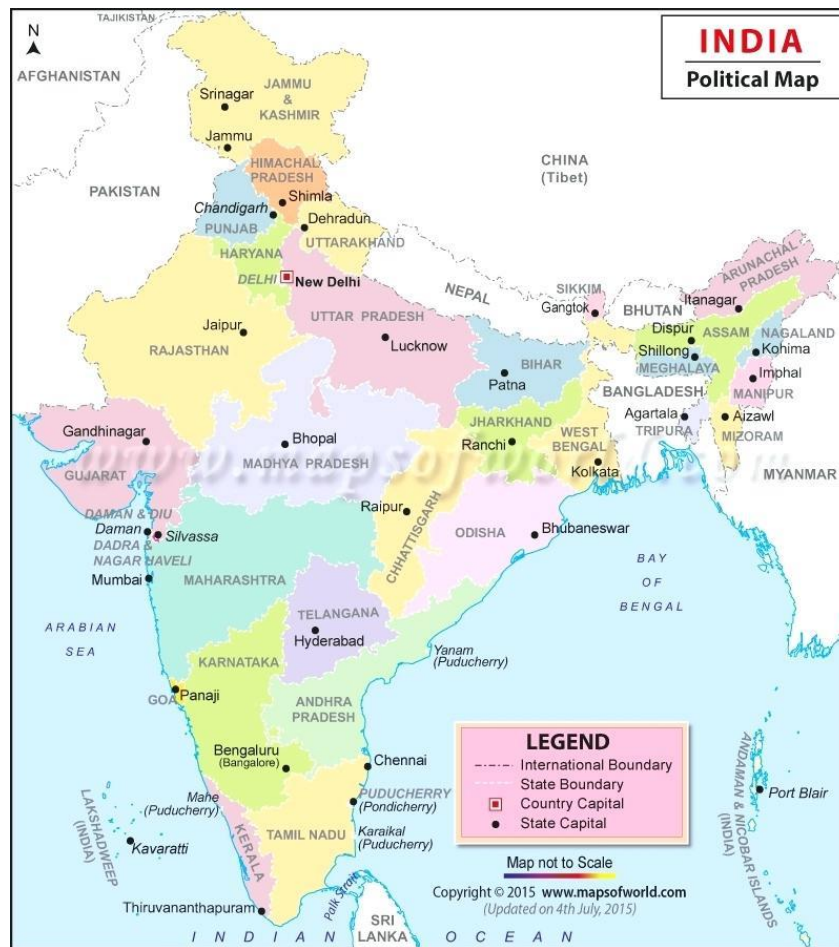 TAJIKISTAN
N
INDIA
Political Map
AFGHANISTAN
JAMMU
&
KASHMIR
Srinagar
Jammu
CHINA
(Tibet)
HIMACHAL
PRADESH
PAKISTAN
Shimla
Chandigarh
PUNJAB
Dehradun
UTTARAKHAND
HARYANA
DELHI
New Delhi
NEPAL
SIKKIM
Gangtok
BHUTAN
ARUNACHAL
PRADESH
Itanagar
Jaipur
RAJASTHAN
UTTAR PRADESH
Lucknow
BIHAR
Patna
Dispur
ASSAM
NAGALAND
Shillong
Kohima
MEGHALAYA
Imphal
MANIPUR
BANGLADESH
Agartala
TRIPURA
Aizawl
MIZORAM
MYANMAR
Gandhinagar
GUJARAT
Bhopal
MADHYA PRADESH
JHARKHAND
Ranchi
WEST
BENGAL
Kolkata
www.mapsofworld.com
DAMAN & DIU
Daman
Silvassa
DADRA &
NAGAR HAVELI
Mumbai
MAHARASHTRA
Raipur
CHHATTISGARH
ODISHA
Bhubaneswar
BAY
OF
BENGAL
ARABIAN
SEA
TELANGANA
Hyderabad
Yanam
(Puducherry)
KARNATAKA
GOA
Panaji
ANDHRA
PRADESH
Bengaluru
(Bangalore)
Chennai
Mahe
(Puducherry)
PUDUCHERRY
(Pondicherry)
KERALA
TAMIL NADU
Karaikal
(Puducherry)
LAKSHADWEEP
(INDIA)
Kavaratti
Thiruvananthapuram
Palk Strait
SRI
LANKA
INDIAN OCEAN
LEGEND
International Boundary
State Boundary
Country Capital
State Capital
ANDAMAN & NICOBAR ISLANDS
(INDIA)
Port Blair
Map not to Scale
Copyright © 2015 www.mapsofworld.com
(Updated on 4th July, 2015)